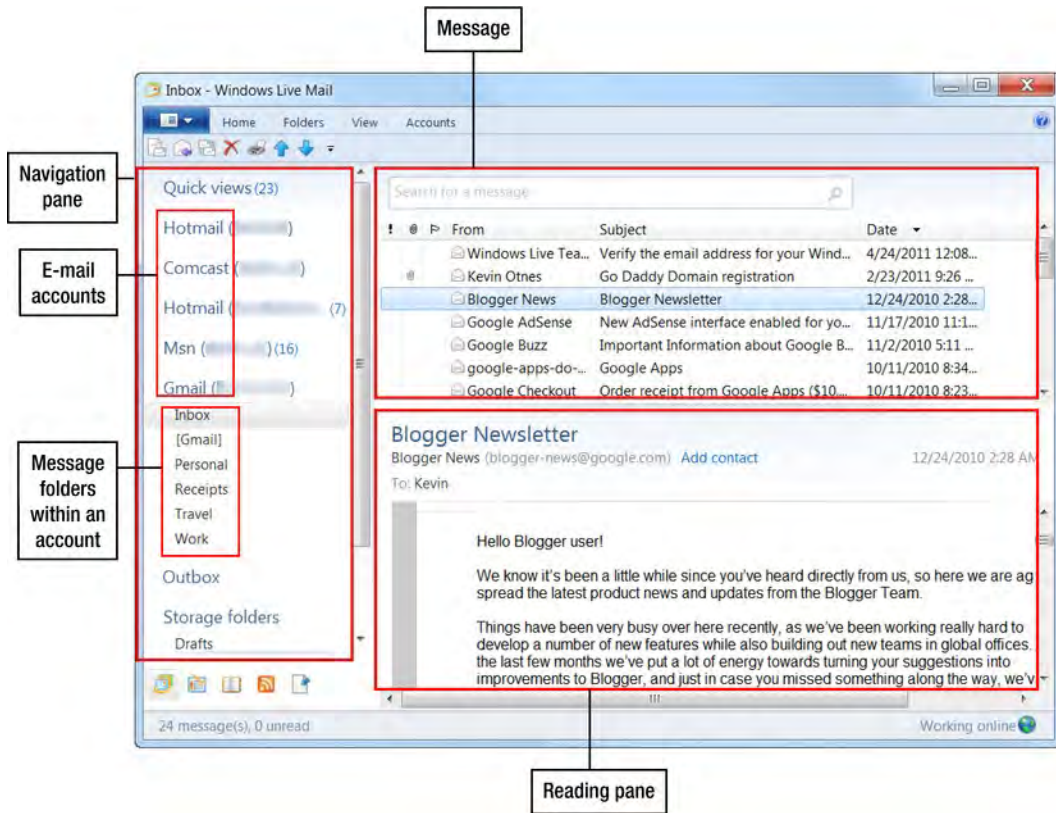 Message
Inbox - Windows Live Mail
Home Folders View Accounts
Navigation
pane
E-mail
accounts
Message
folders
within an
account
Quick views (23)
Hotmail ( )
Comcast ( )
Hotmail ( (7)
Msn ( ) (16)
Gmail ( )
Inbox
[Gmail]
Personal
Receipts
Travel
Work
Outbox
Storage folders
Drafts
Search for a message
! From Subject Date
Windows Live Tea... Verify the email address for your Wind... 4/24/2011 12:08...
Kevin Otnes Go Daddy Domain registration 2/23/2011 9:26 ...
Blogger News Blogger Newsletter 12/24/2010 2:28...
Google AdSense New AdSense interface enabled for yo... 11/17/2010 11:1...
Google Buzz Important Information about Google B... 11/2/2010 5:11 ...
google-apps-do-... Google Apps 10/11/2010 8:34...
Google Checkout Order receipt from Google Apps ($10.... 10/11/2010 8:23...
Blogger Newsletter
Blogger News (blogger-news@google.com) Add contact 12/24/2010 2:28 AM
To: Kevin
Hello Blogger user!
We know it's been a little while since you've heard directly from us, so here we are ag
spread the latest product news and updates from the Blogger Team.
Things have been very busy over here recently, as we've been working really hard to
develop a number of new features while also building out new teams in global offices.
the last few months we've put a lot of energy towards turning your suggestions into
improvements to Blogger, and just in case you missed something along the way, we'v
24 message(s), 0 unread
Working online
Reading pane